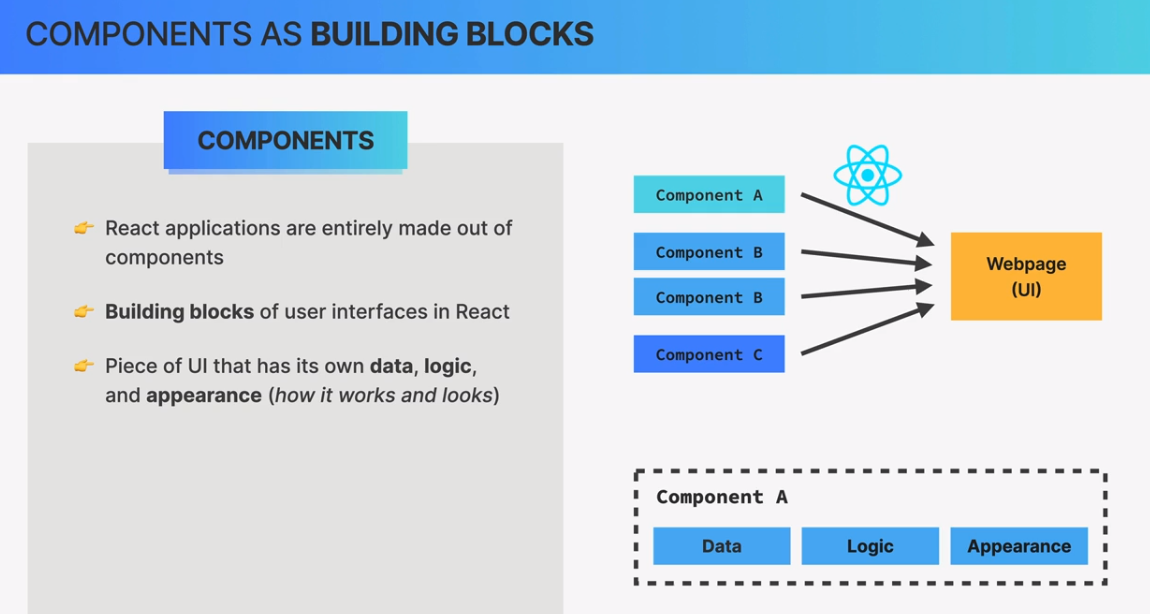 COMPONENTS AS BUILDING BLOCKS
COMPONENTS
👉 React applications are entirely made out of
components
👉 Building blocks of user interfaces in React
👉 Piece of UI that has its own data, logic,
and appearance (how it works and looks)
Component A
Component B
Component B
Component C
Webpage
(UI)
Component A
Data
Logic
Appearance